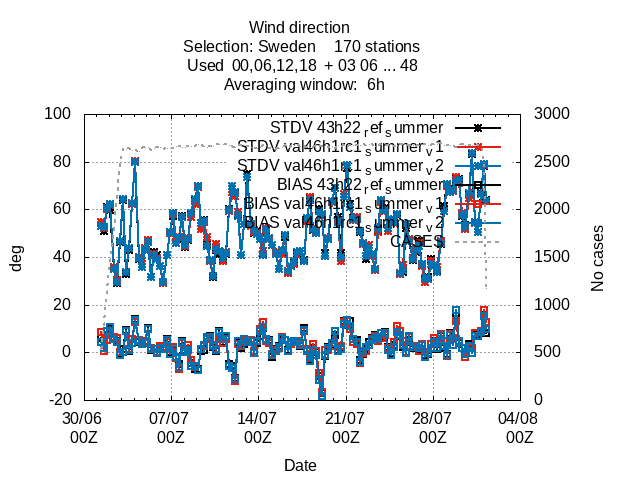 Wind direction
Selection: Sweden 170 stations
Used 00,06,12,18 + 03 06 ... 48
Averaging window: 6h
100
80
60
40
20
0
-20
3000
2500
2000
1500
1000
500
0
deg
No cases
STDV 43h22_ref_summer
STDV val46h1rc1_summer_v1
STDV val46h1rc1_summer_v2
BIAS 43h22_ref_summer
BIAS val46h1rc1_summer_v1
BIAS val46h1rc1_summer_v2
CASES
30/06 07/07 14/07 21/07 28/07 04/08
00Z 00Z 00Z 00Z 00Z 00Z
Date